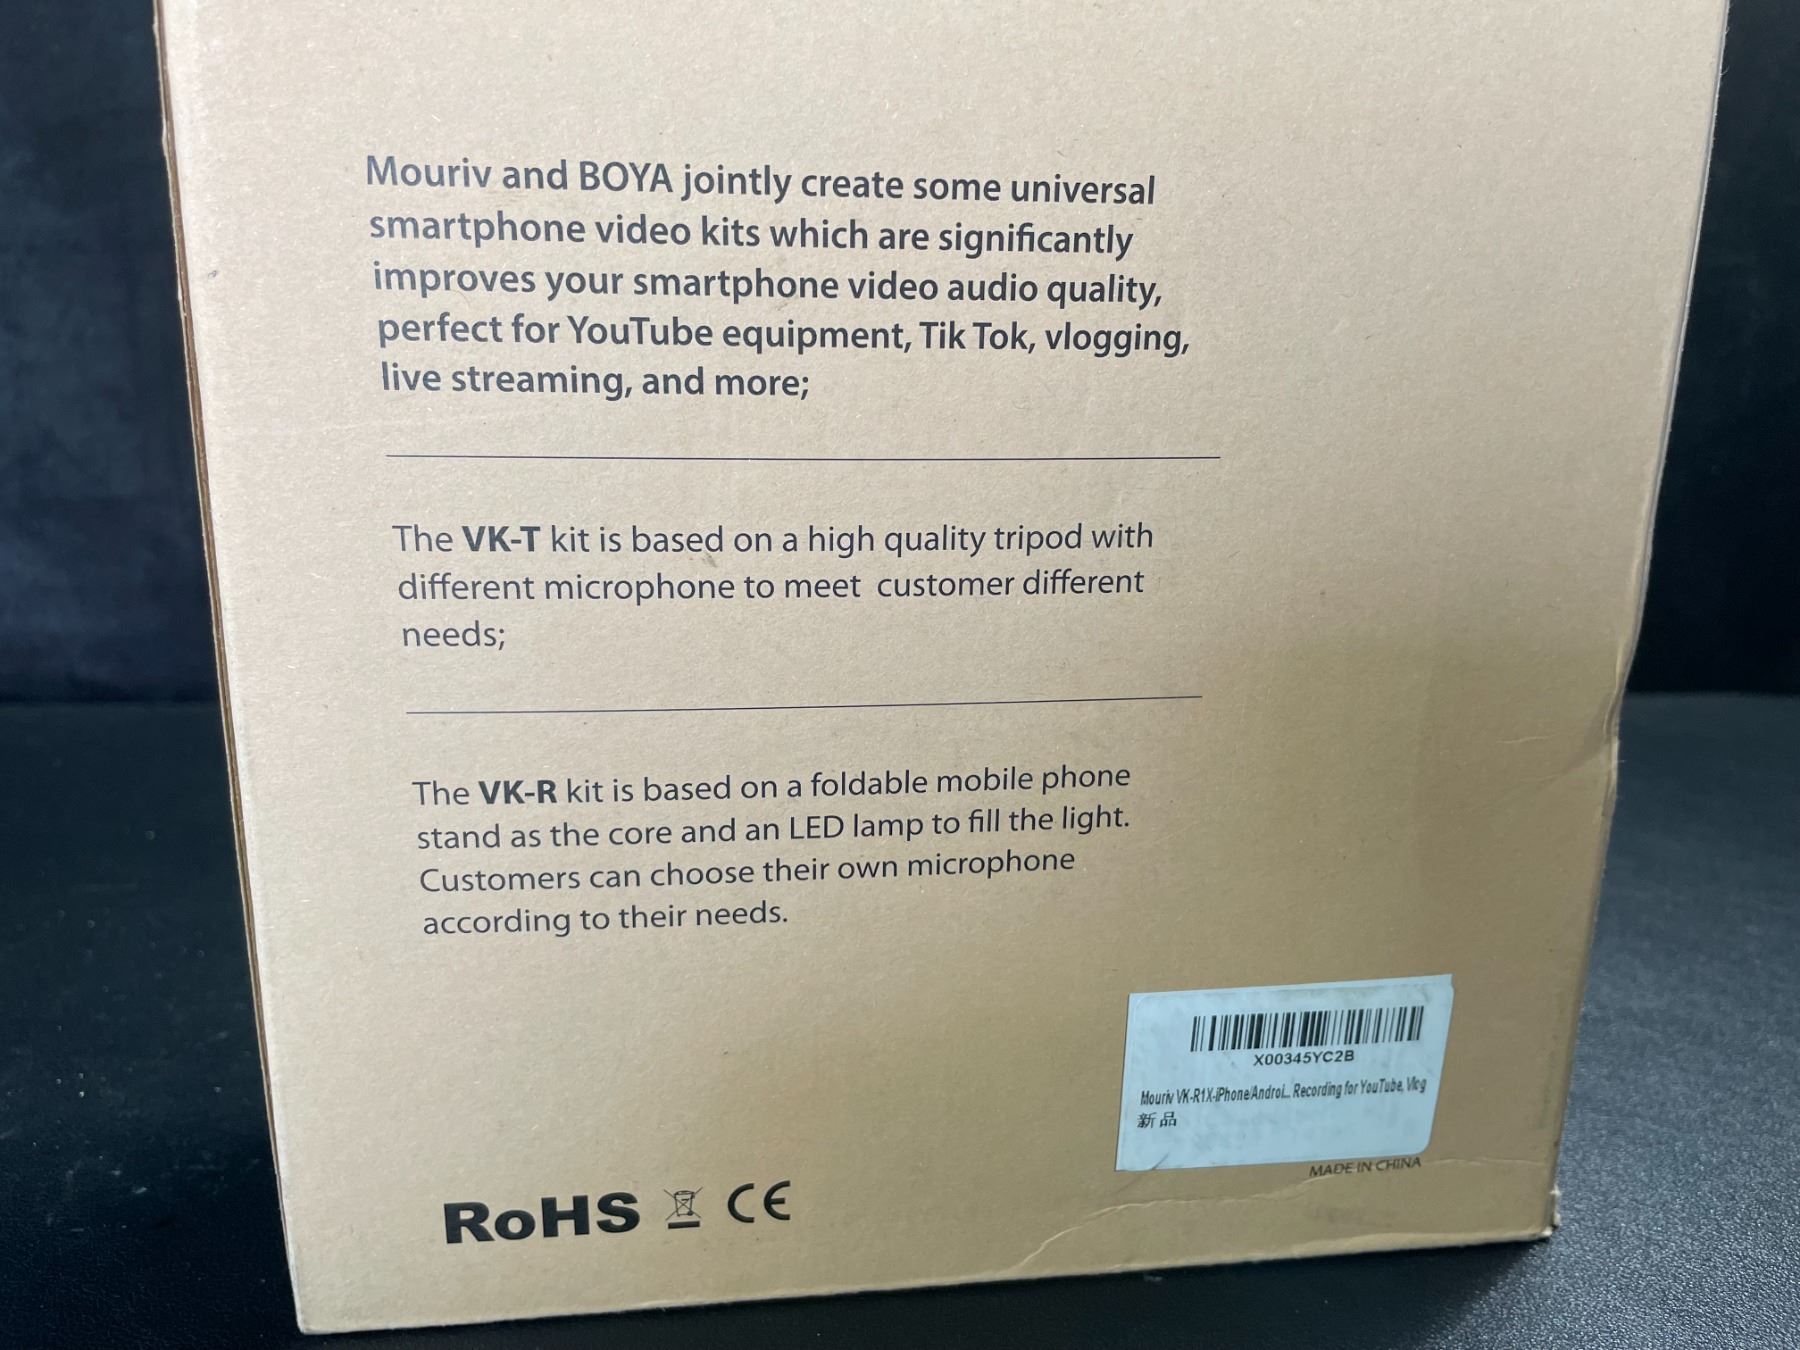 Mouriv and BOYA jointly create some universal
smartphone video kits which are significantly
improves your smartphone video audio quality,
perfect for YouTube equipment, Tik Tok, vlogging,
live streaming, and more;
The VK-T kit is based on a high quality tripod with
different microphone to meet customer different
needs;
The VK-R kit is based on a foldable mobile phone
stand as the core and an LED lamp to fill the light.
Customers can choose their own microphone
according to their needs.
X00345YC2B
Mouriv VK-R1X-iPhone/Androi... Recording for YouTube, Vlog
新品
MADE IN CHINA
RoHS CE